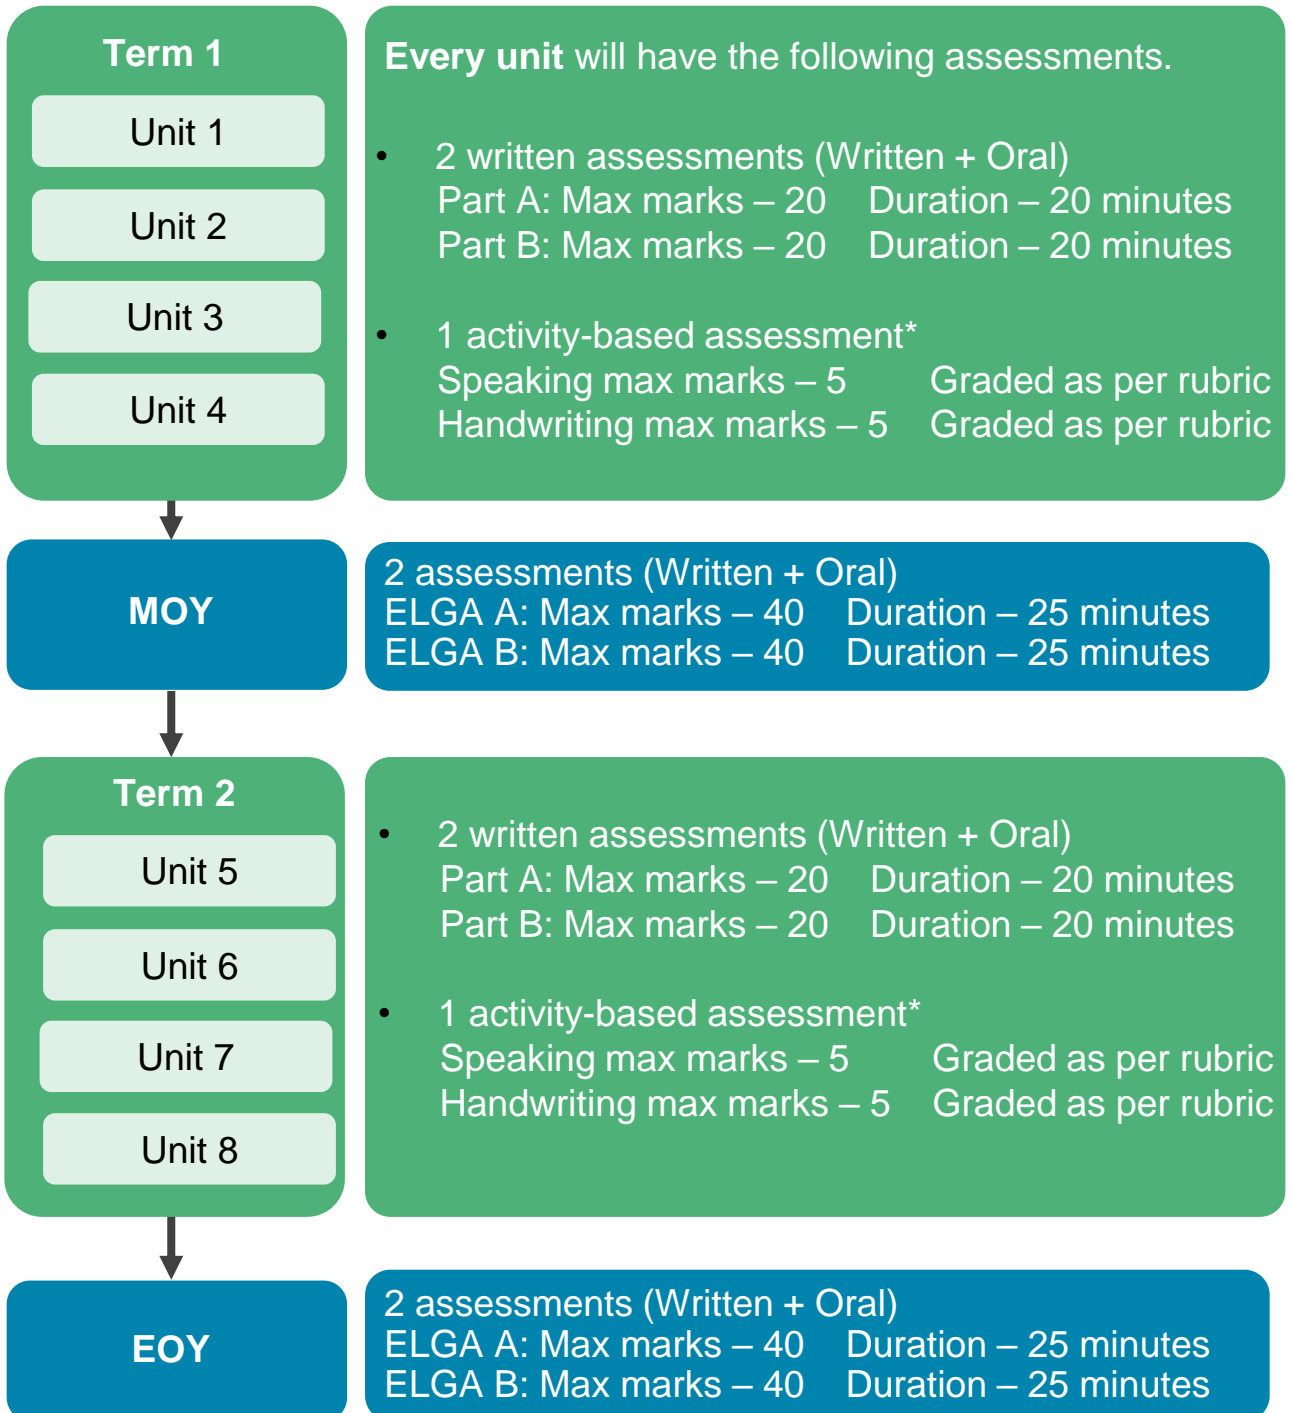 Term 1
Unit 1
Unit 2
Unit 3
Unit 4
Every unit will have the following assessments.
• 2 written assessments (Written + Oral)
Part A: Max marks – 20 Duration – 20 minutes
Part B: Max marks – 20 Duration – 20 minutes
• 1 activity-based assessment*
Speaking max marks – 5 Graded as per rubric
Handwriting max marks – 5 Graded as per rubric
MOY
2 assessments (Written + Oral)
ELGA A: Max marks – 40 Duration – 25 minutes
ELGA B: Max marks – 40 Duration – 25 minutes
Term 2
Unit 5
Unit 6
Unit 7
Unit 8
• 2 written assessments (Written + Oral)
Part A: Max marks – 20 Duration – 20 minutes
Part B: Max marks – 20 Duration – 20 minutes
• 1 activity-based assessment*
Speaking max marks – 5 Graded as per rubric
Handwriting max marks – 5 Graded as per rubric
EOY
2 assessments (Written + Oral)
ELGA A: Max marks – 40 Duration – 25 minutes
ELGA B: Max marks – 40 Duration – 25 minutes